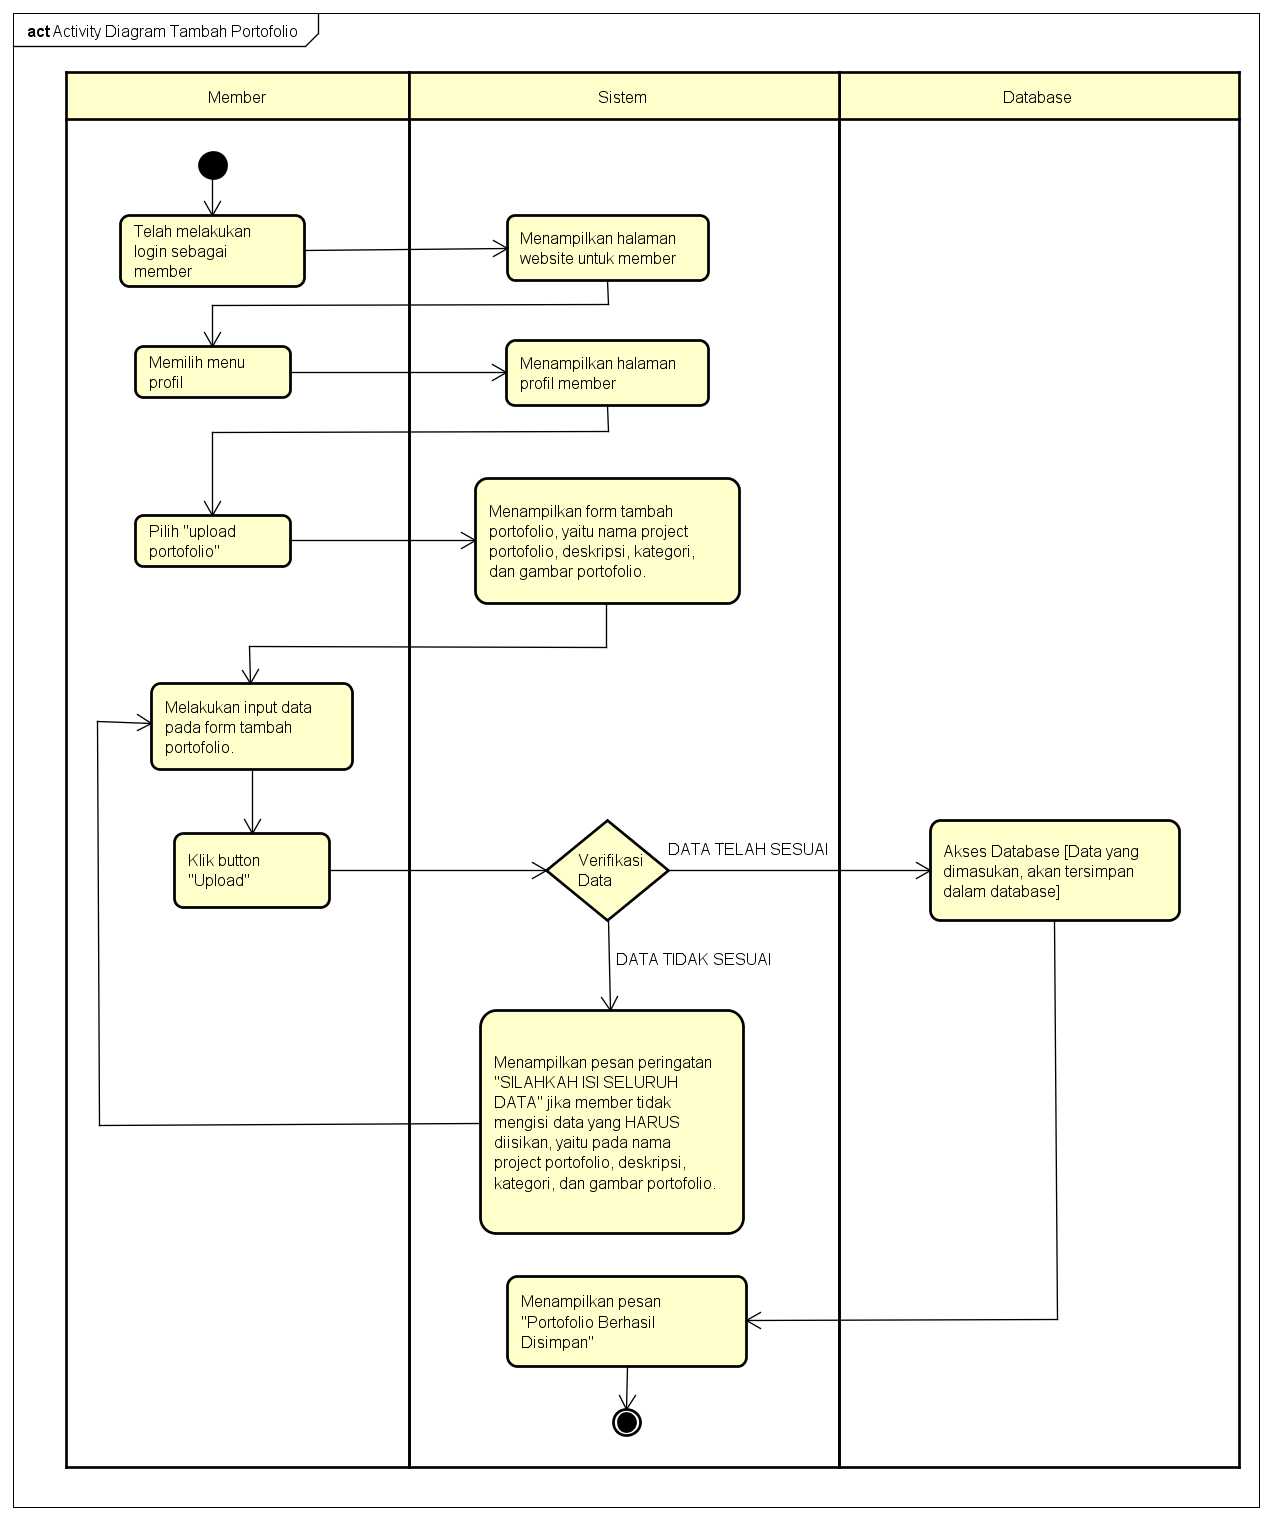 act Activity Diagram Tambah Portofolio
Member
Sistem
Database
Telah melakukan
login sebagai
member
Menampilkan halaman
website untuk member
Memilih menu
profil
Menampilkan halaman
profil member
Pilih "upload
portofolio"
Menampilkan form tambah
portofolio, yaitu nama project
portofolio, deskripsi, kategori,
dan gambar portofolio.
Melakukan input data
pada form tambah
portofolio.
Klik button
"Upload"
Verifikasi
Data
DATA TELAH SESUAI
Akses Database [Data yang
dimasukan, akan tersimpan
dalam database]
DATA TIDAK SESUAI
Menampilkan pesan peringatan
"SILAHKAH ISI SELURUH
DATA" jika member tidak
mengisi data yang HARUS
diisikan, yaitu pada nama
project portofolio, deskripsi,
kategori, dan gambar portofolio.
Menampilkan pesan
"Portofolio Berhasil
Disimpan"